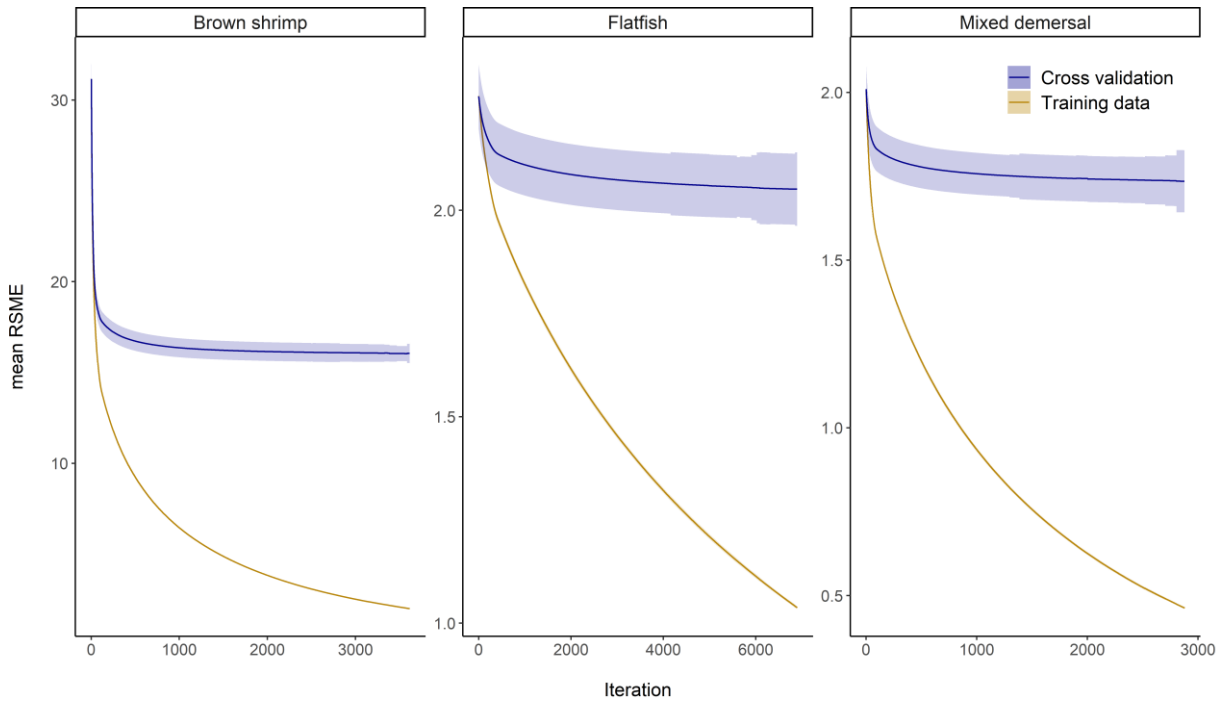 Brown shrimp
Flatfish
Mixed demersal
Cross validation
Training data
mean RSME
30
20
10
2.0
1.5
1.0
2.0
1.5
1.0
0.5
0 1000 2000 3000
0 2000 4000 6000
0 1000 2000 3000
Iteration